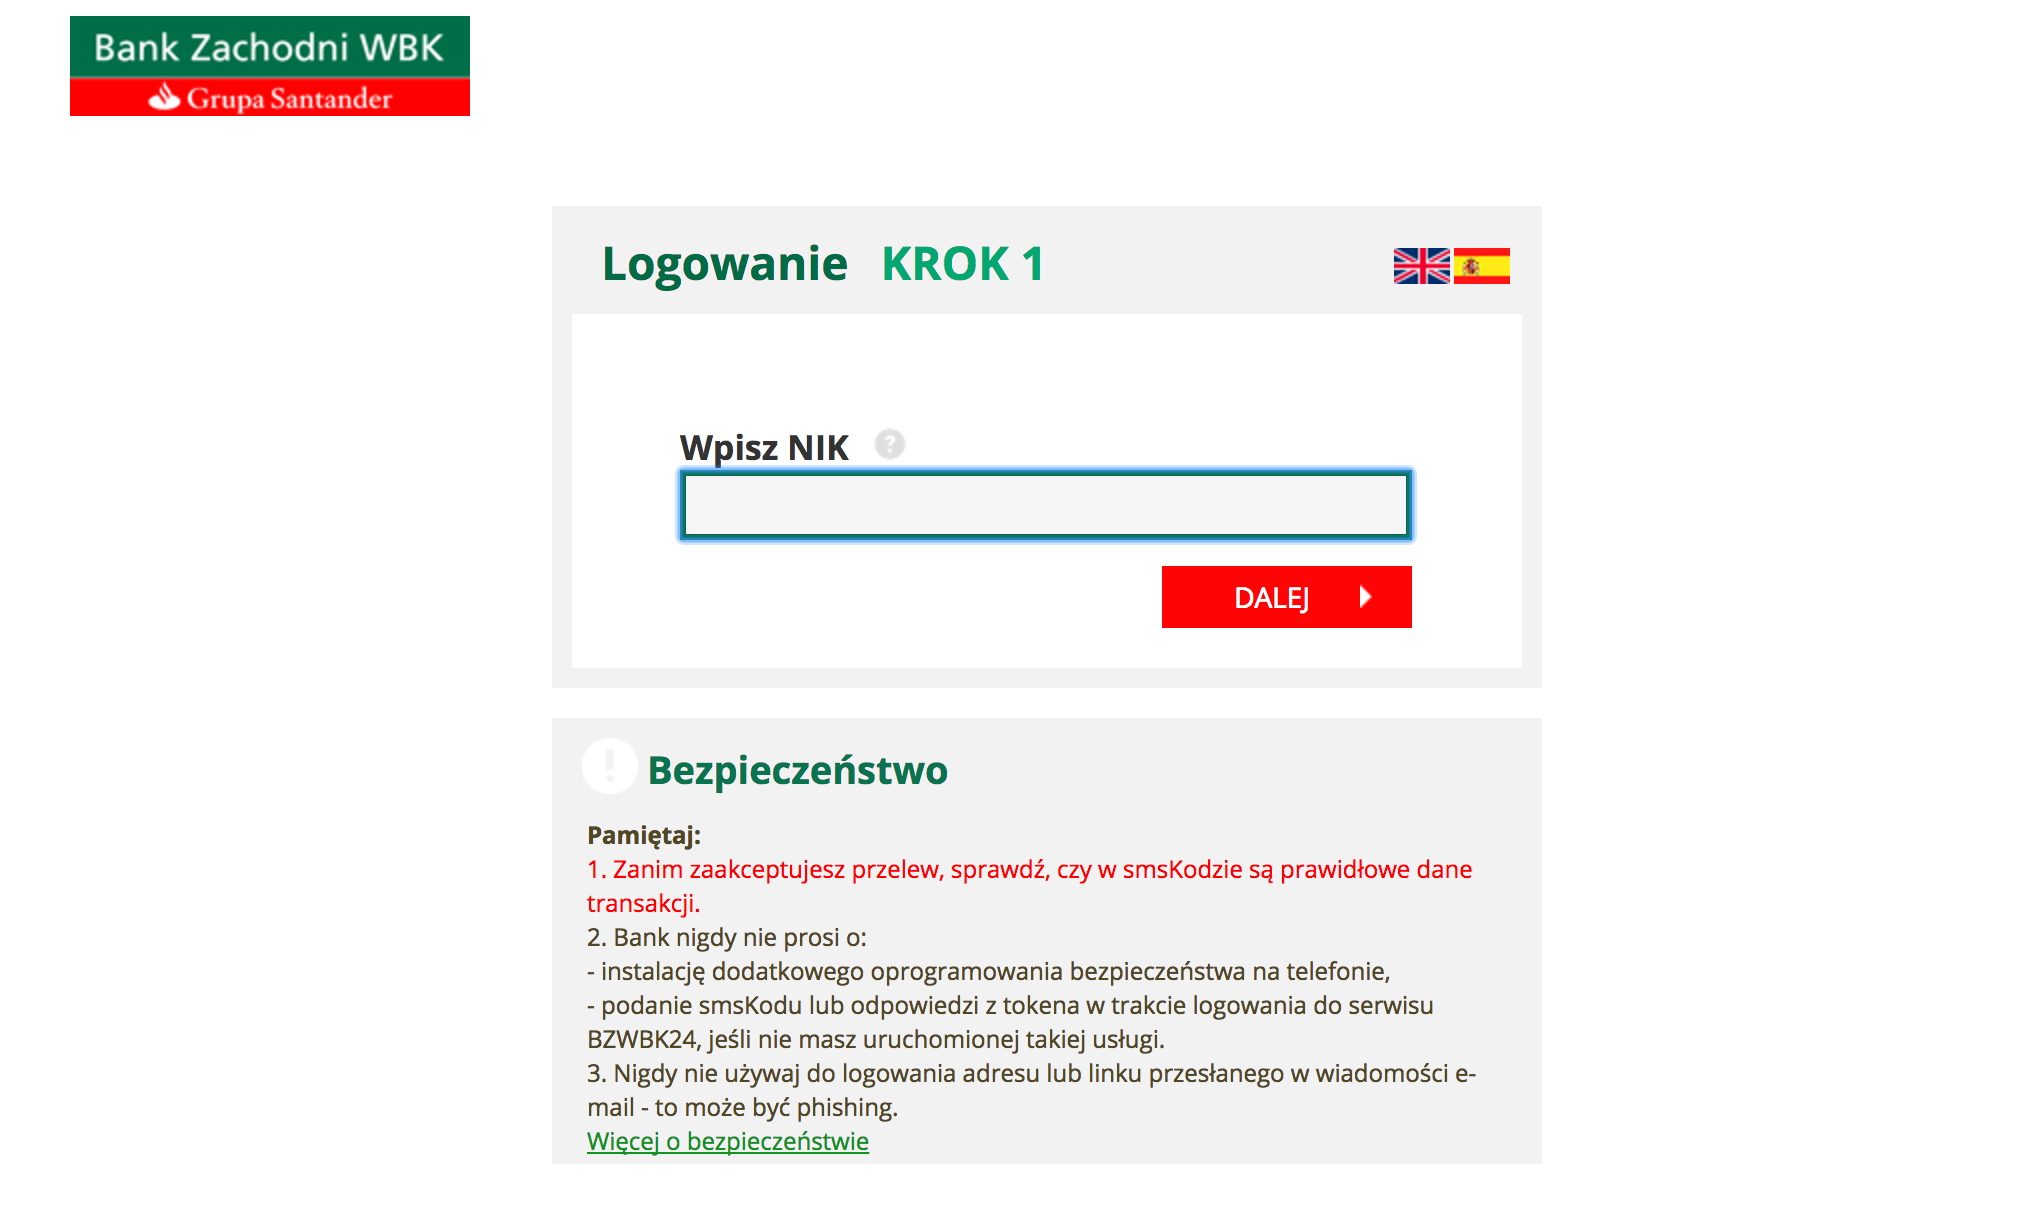 Bank Zachodni WBK
Grupa Santander
Logowanie KROK 1
Wpisz NIK ?
DALEJ
! Bezpieczeństwo
Pamiętaj:
1. Zanim zaakceptujesz przelew, sprawdź, czy w smsKodzie są prawidłowe dane
transakcji.
2. Bank nigdy nie prosi o:
- instalację dodatkowego oprogramowania bezpieczeństwa na telefonie,
- podanie smsKodu lub odpowiedzi z tokena w trakcie logowania do serwisu
BZWBK24, jeśli nie masz uruchomionej takiej usługi.
3. Nigdy nie używaj do logowania adresu lub linku przesłanego w wiadomości e-
mail - to może być phishing.
Więcej o bezpieczeństwie